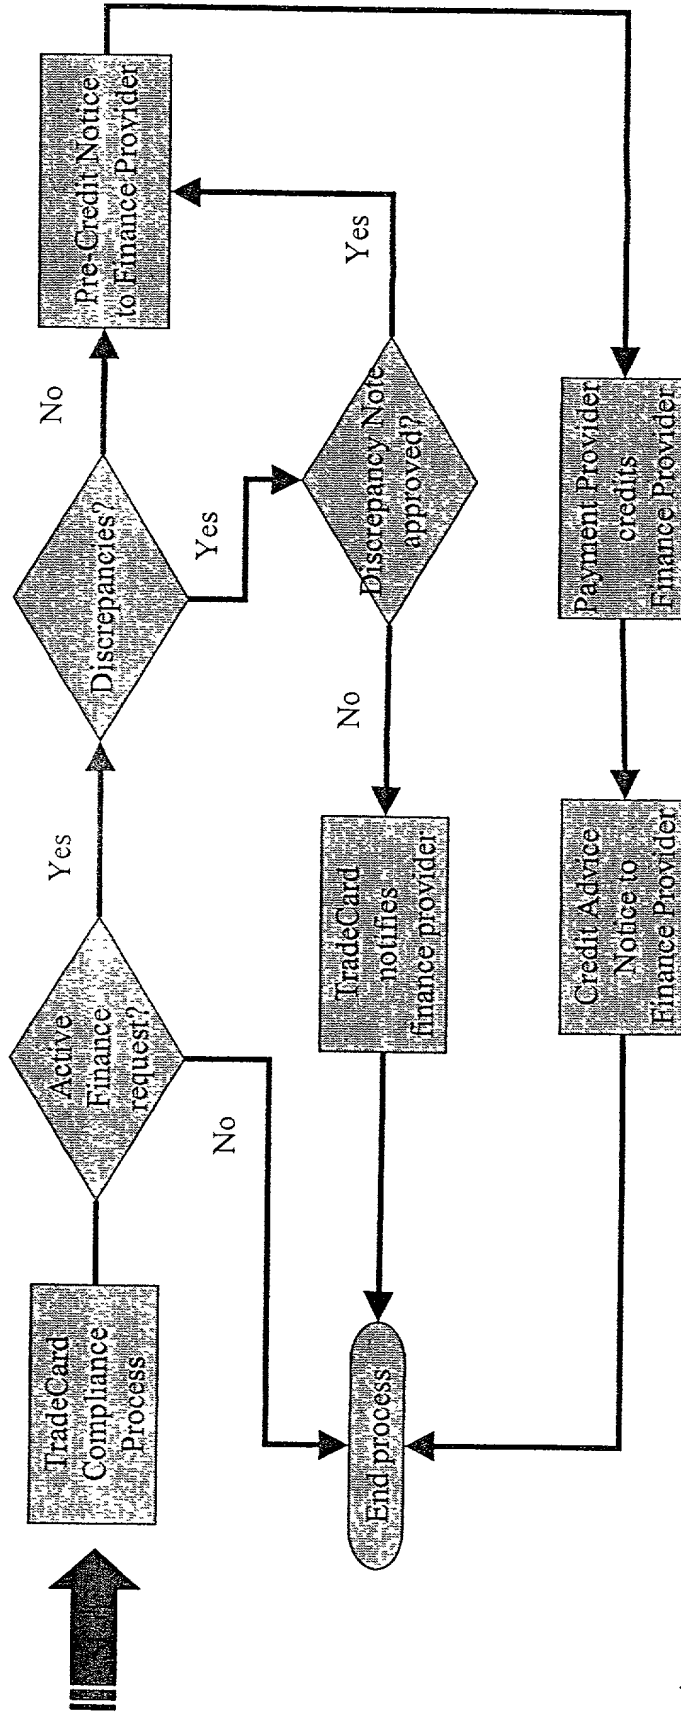 TradeCard
Compliance
Process
Active
Finance
request?
Yes
No
Discrepancies?
No
Yes
Pre-Credit Notice
to Finance Provider
Discrepancy Note
approved?
Yes
No
TradeCard
notifies
finance provider
End process
Payment Provider
credits
Finance Provider
Credit Advice
Notice to
Finance Provider